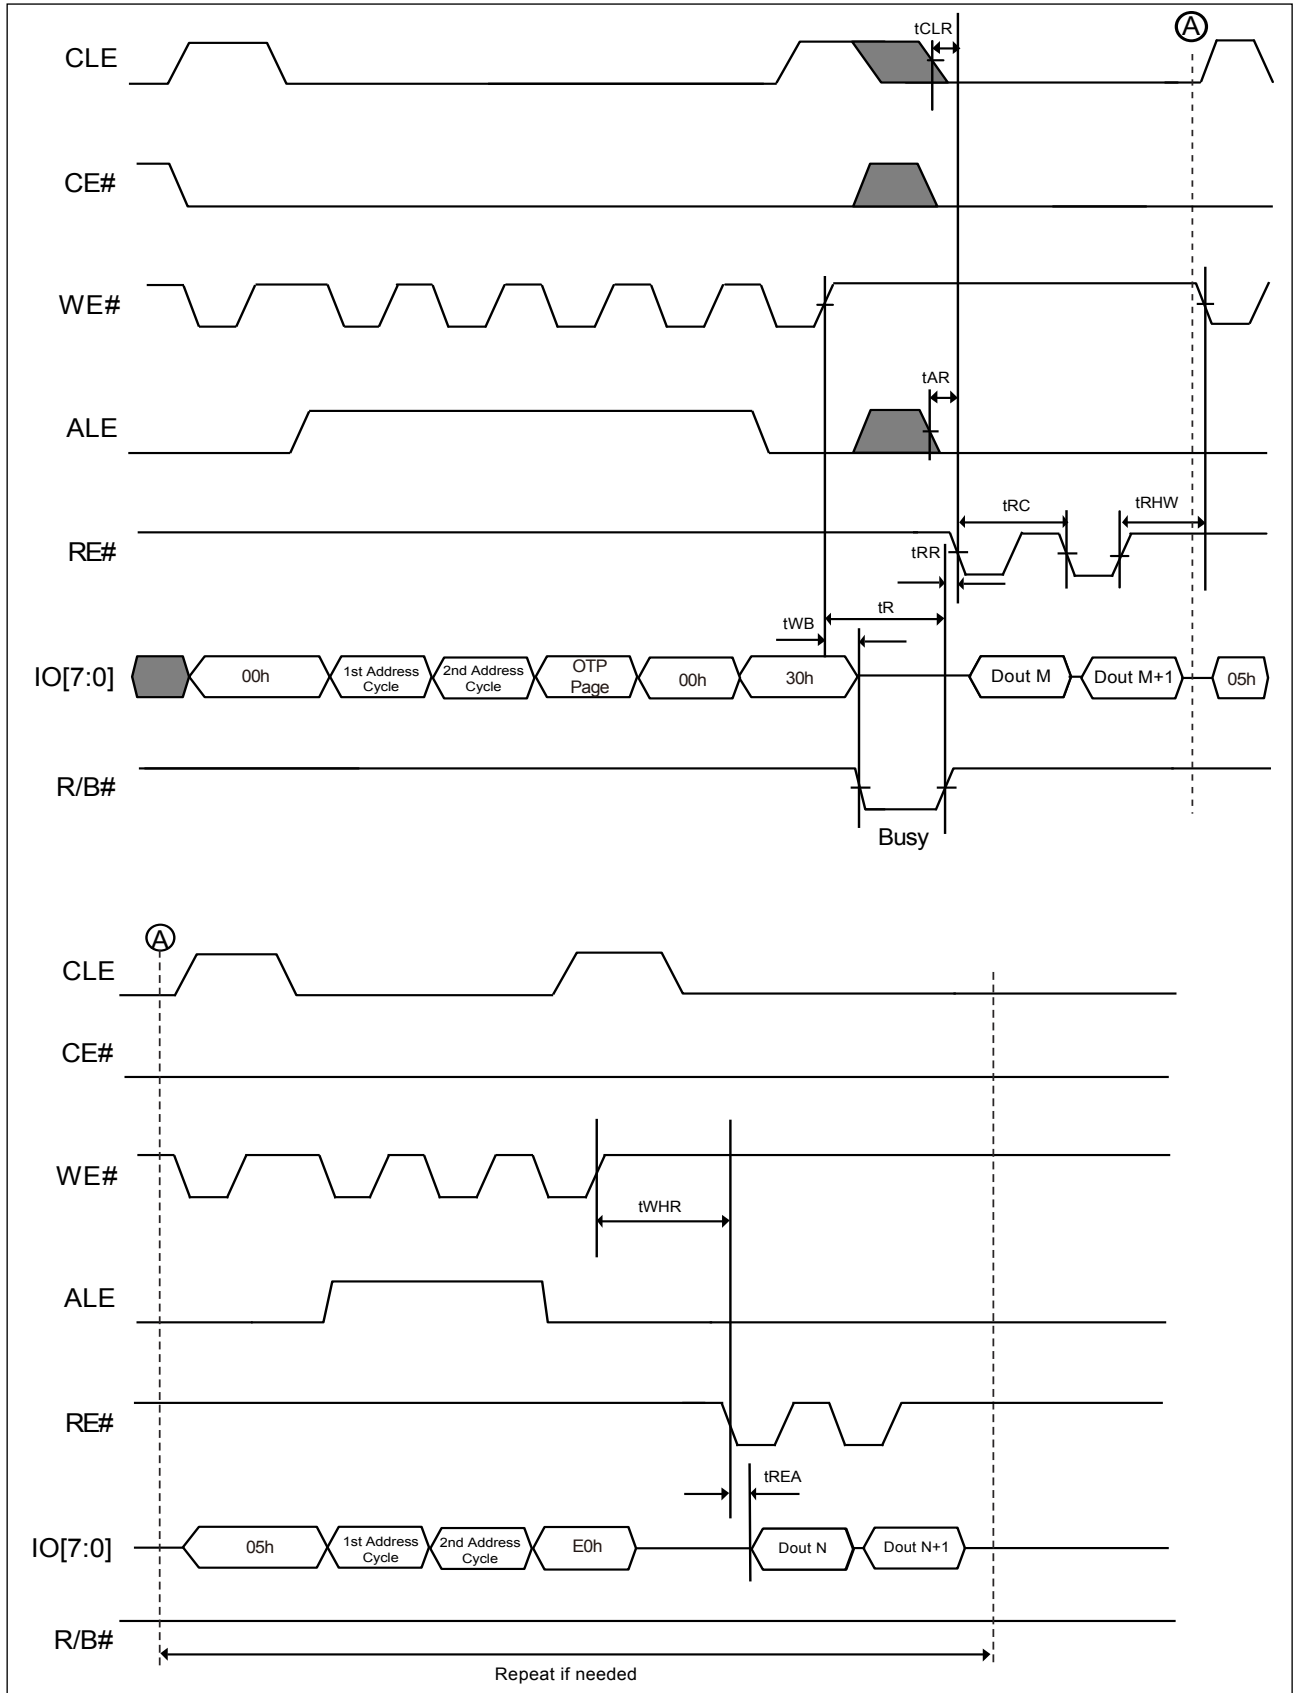 tCLR
A
CLE
CE#
WE#
tAR
ALE
tRC
tRHW
RE#
tRR
tR
tWB
IO[7:0]
00h
1st Address
Cycle
2nd Address
Cycle
OTP
Page
00h
30h
Dout M
Dout M+1
05h
R/B#
Busy
A
CLE
CE#
WE#
tWHR
ALE
RE#
tREA
IO[7:0]
05h
1st Address
Cycle
2nd Address
Cycle
E0h
Dout N
Dout N+1
R/B#
Repeat if needed